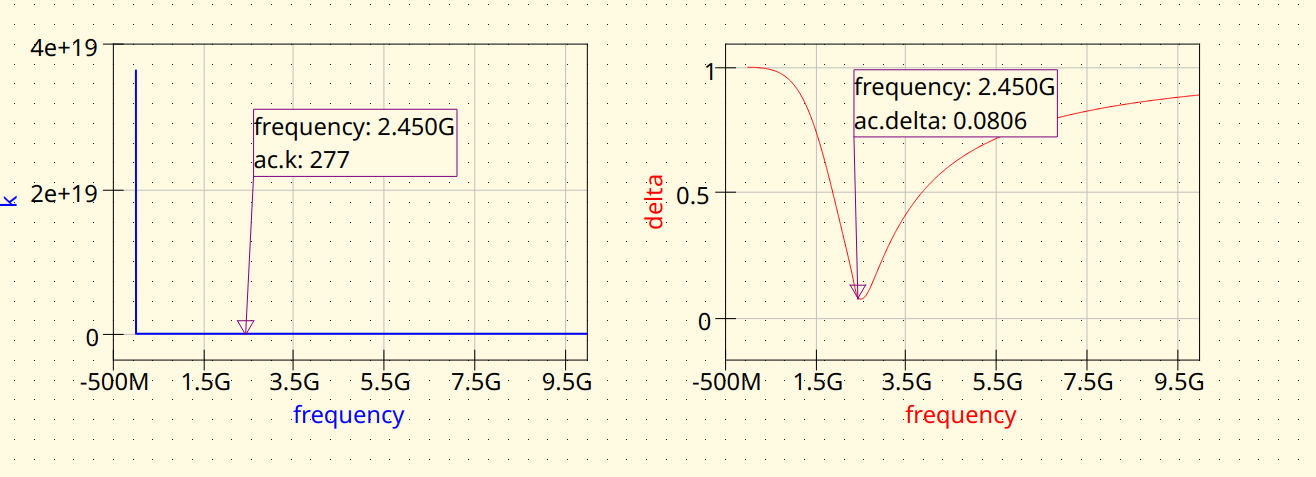 4e+19
frequency: 2.450G
ac.k: 277
k
2e+19
0
-500M 1.5G 3.5G 5.5G 7.5G 9.5G
frequency
1
frequency: 2.450G
ac.delta: 0.0806
delta
0.5
0
-500M 1.5G 3.5G 5.5G 7.5G 9.5G
frequency